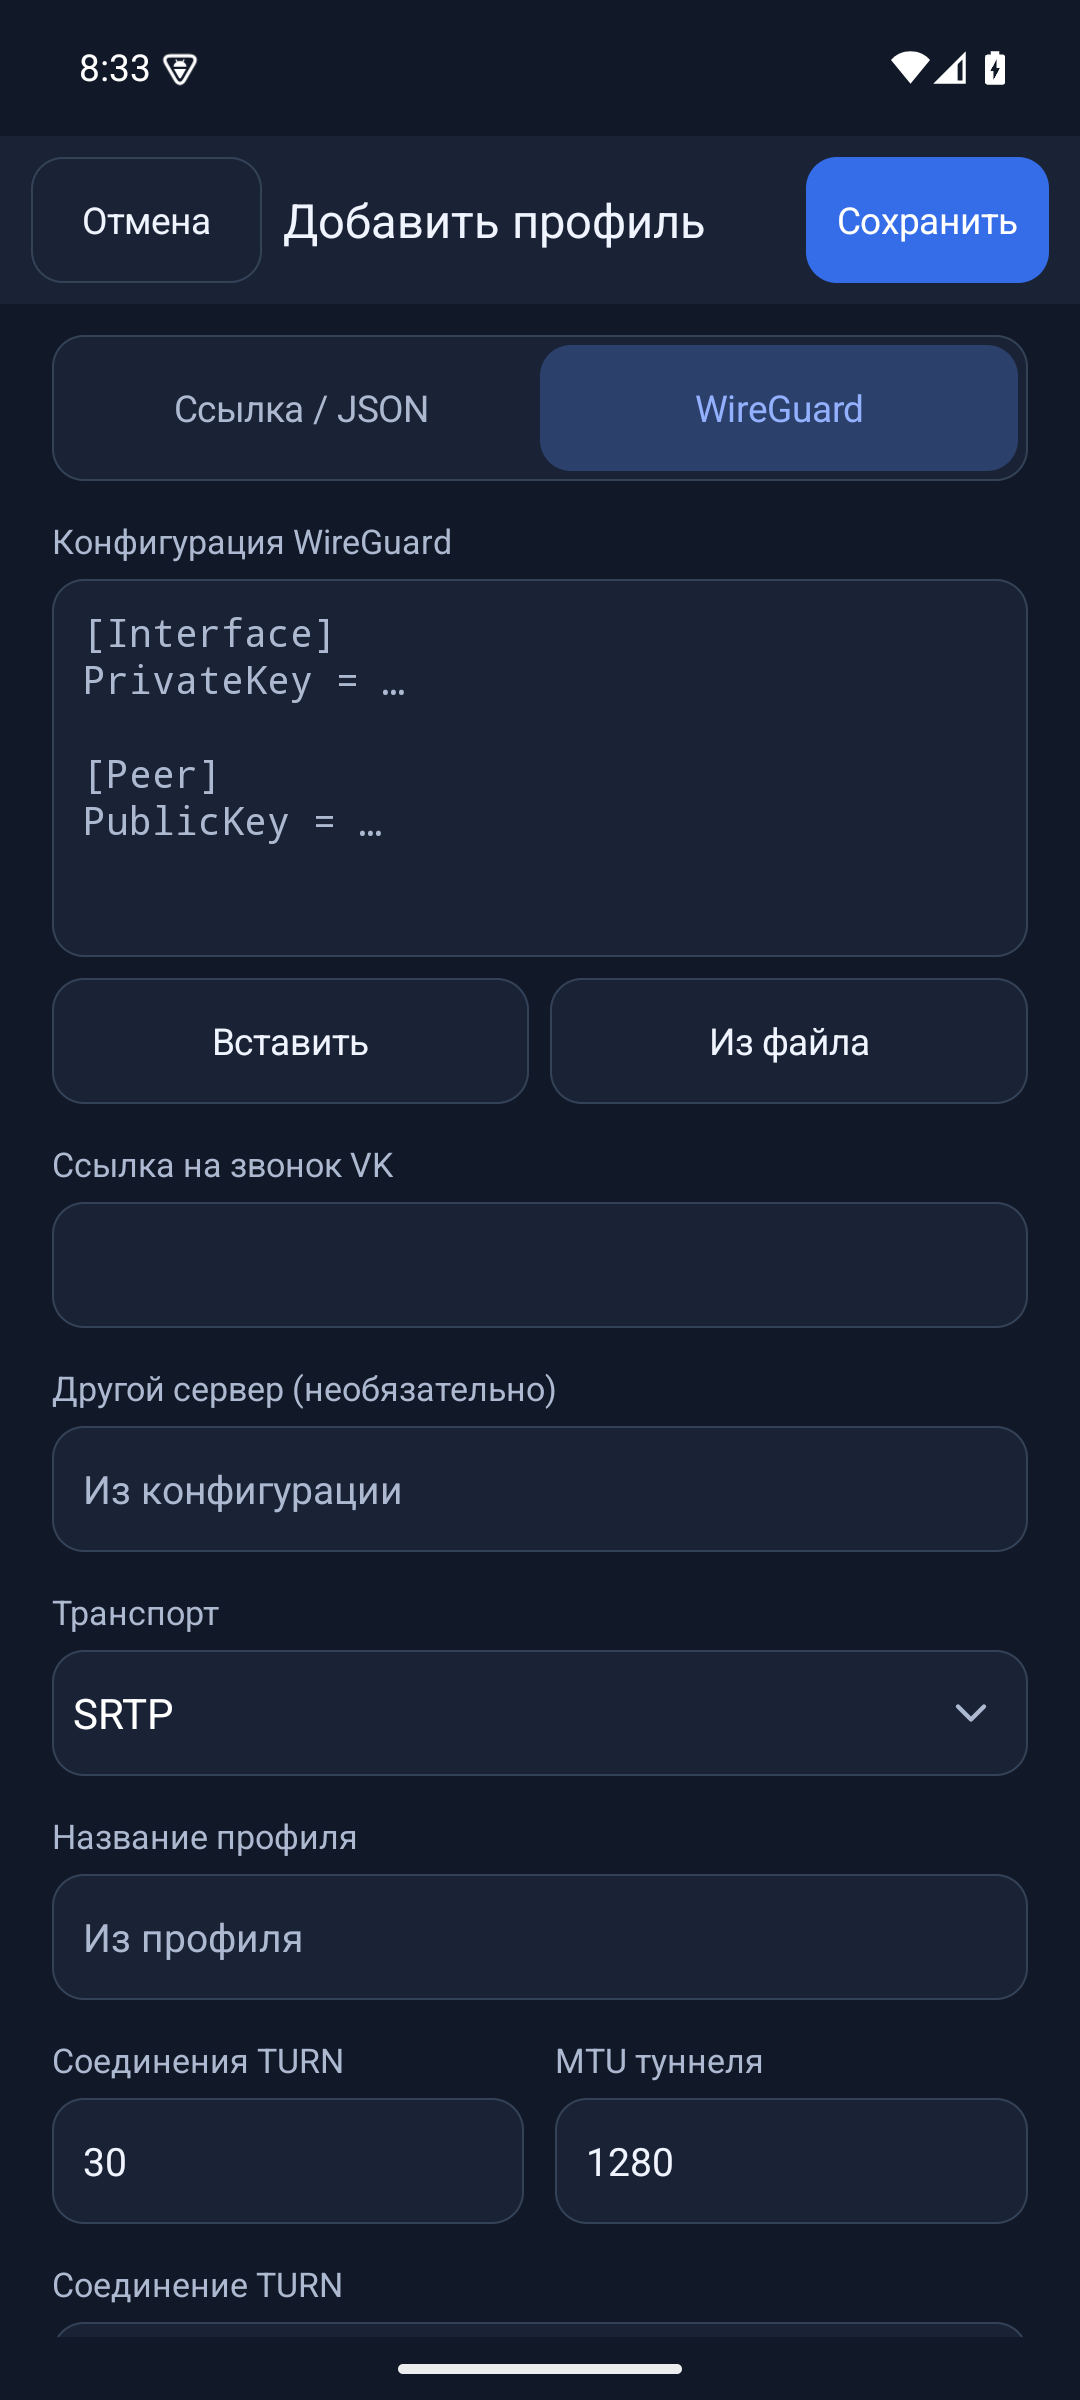 8:33
Отмена
Добавить профиль
Сохранить
Ссылка / JSON
WireGuard
Конфигурация WireGuard
[Interface]
PrivateKey = …
[Peer]
PublicKey = …
Вставить
Из файла
Ссылка на звонок VK
Другой сервер (необязательно)
Из конфигурации
Транспорт
SRTP
Название профиля
Из профиля
Соединения TURN
MTU туннеля
30
1280
Соединение TURN